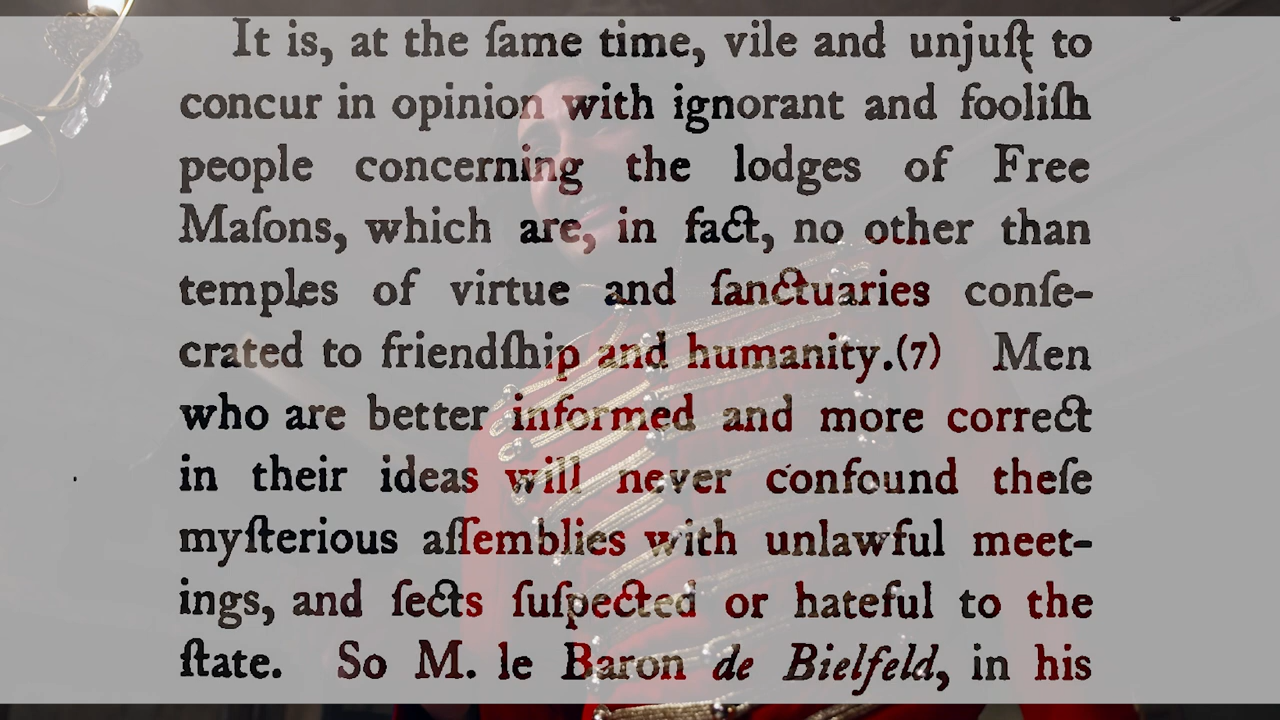 It is, at the ſame time, vile and unjuſt to
concur in opinion with ignorant and fooliſh
people concerning the lodges of Free
Maſons, which are, in fact, no other than
temples of virtue and ſanctuaries conſe-
crated to friendſhip and humanity.(7) Men
who are better informed and more correct
in their ideas will never confound theſe
myſterious aſſemblies with unlawful meet-
ings, and ſects ſuſpected or hateful to the
ſtate. So M. le Baron de Bielfeld, in his